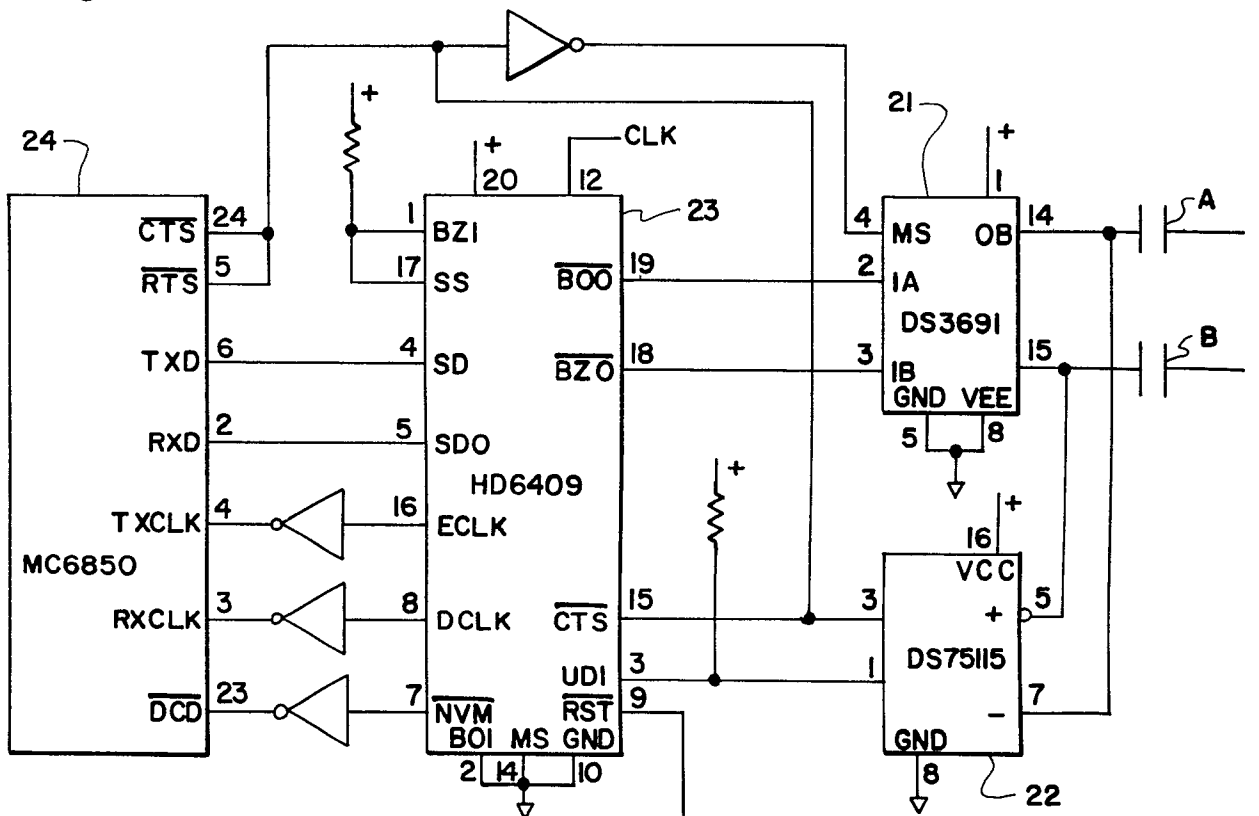 +
21
24
+
CLK
+
+
20
12
1
23
A
CTS 24
1 BZI
4 MS OB 14
RTS 5
17 SS
BOO 19
2 IA
DS3691
B
TXD 6
4 SD
BZO 18
3 IB
15
GND VEE
5 8
RXD 2
5 SDO
HD6409
+
+
TXCLK 4
16 ECLK
16
VCC
MC6850
RXCLK 3
8 DCLK
CTS 15
3
+ 5
DS75115
UDI 3
1
DCD 23
7 NVM
RST 9
- 7
BOI MS GND
2 14 10
GND
8
22